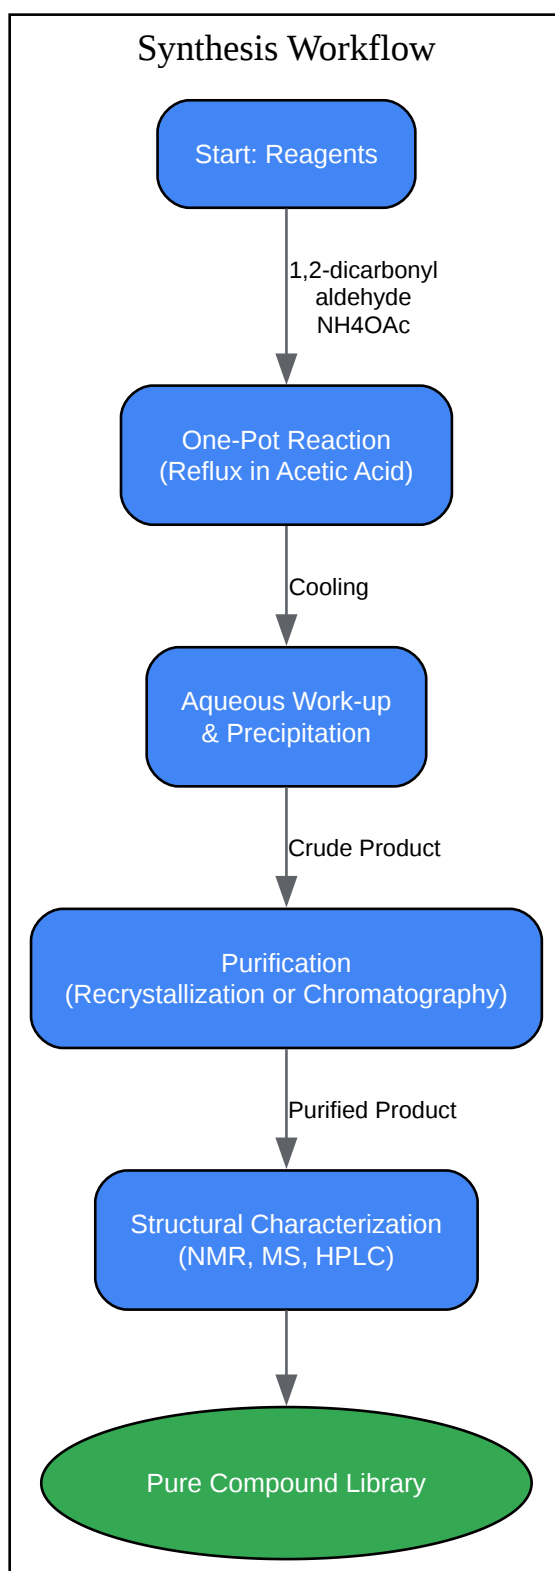 Synthesis Workflow
Start: Reagents
1,2-dicarbonyl
aldehyde
NH4OAc
One-Pot Reaction
(Reflux in Acetic Acid)
Cooling
Aqueous Work-up
& Precipitation
Crude Product
Purification
(Recrystallization or Chromatography)
Purified Product
Structural Characterization
(NMR, MS, HPLC)
Pure Compound Library